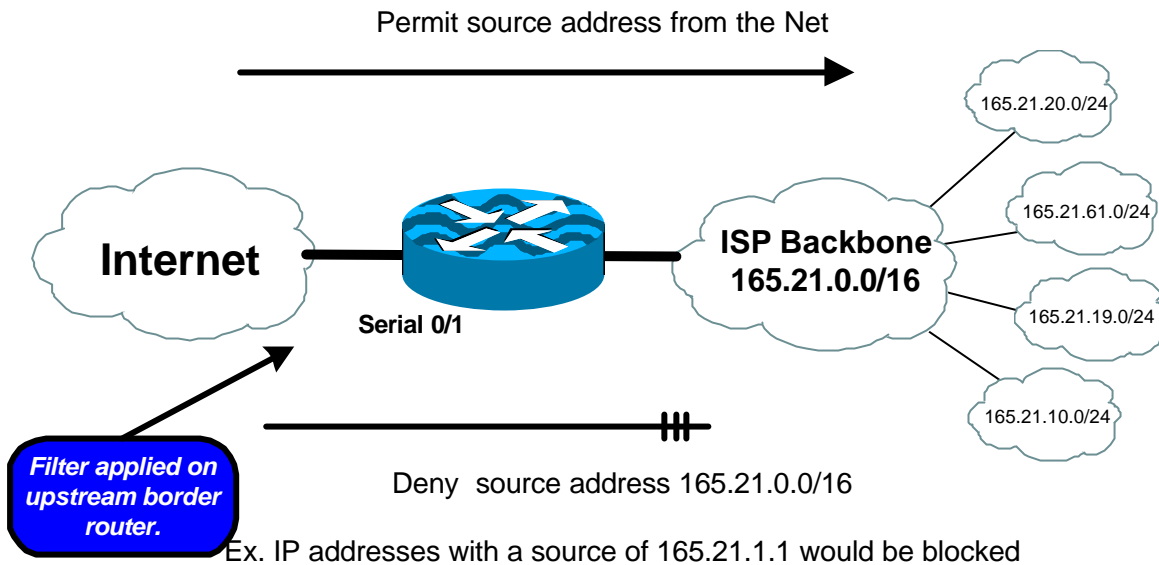 Permit source address from the Net
165.21.20.0/24
165.21.61.0/24
Internet
ISP Backbone
165.21.0.0/16
Serial 0/1
165.21.19.0/24
165.21.10.0/24
Filter applied on
upstream border
router.
Deny source address 165.21.0.0/16
Ex. IP addresses with a source of 165.21.1.1 would be blocked